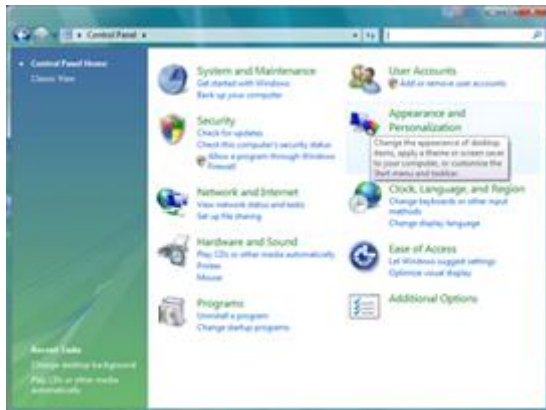 Control Panel
Control Panel Home
Classic View
System and Maintenance
Get started with Windows
Back up your computer
Security
Check for updates
Check this computer's security status
Allow a program through Windows
Firewall
Network and Internet
View network status and tasks
Set up file sharing
Hardware and Sound
Play CDs or other media automatically
Printer
Mouse
Programs
Uninstall a program
Change startup programs
User Accounts
Add or remove user accounts
Appearance and
Personalization
Change the appearance of desktop
items, apply a theme or screen saver
to your computer, or customize the
Start menu and taskbar.
Clock, Language, and Region
Change keyboards or other input
methods
Change display language
Ease of Access
Let Windows suggest settings
Optimize visual display
Additional Options
Recent Tasks
Change desktop background
Play CDs or other media
automatically